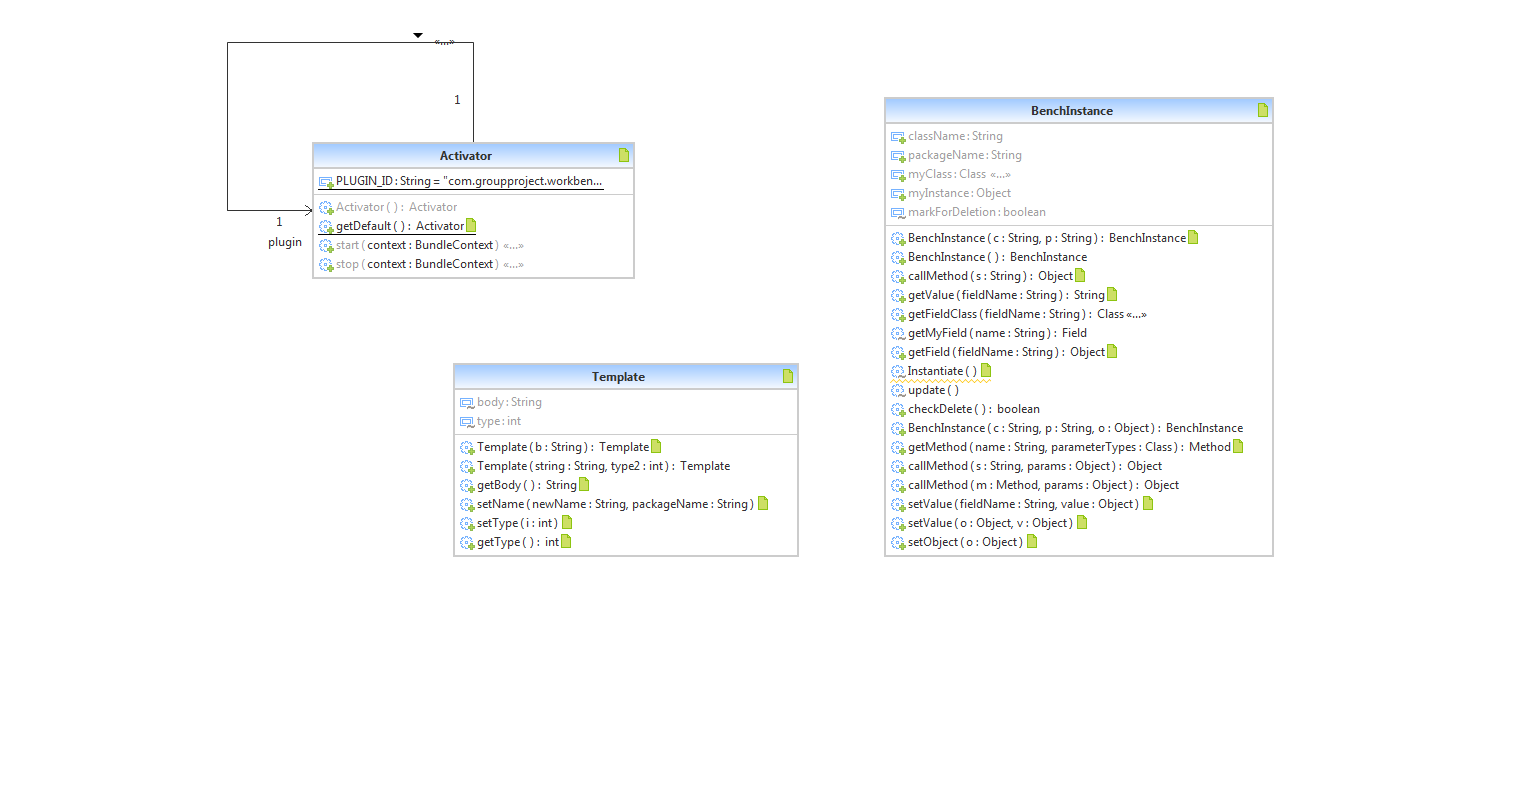 «...»
1
Activator
PLUGIN_ID : String = "com.groupproject.workben...
Activator ( ) : Activator
getDefault ( ) : Activator
start ( context : BundleContext ) «...»
stop ( context : BundleContext ) «...»
1
plugin
Template
body : String
type : int
Template ( b : String ) : Template
Template ( string : String, type2 : int ) : Template
getBody ( ) : String
setName ( newName : String, packageName : String )
setType ( i : int )
getType ( ) : int
BenchInstance
className : String
packageName : String
myClass : Class «...»
myInstance : Object
markForDeletion : boolean
BenchInstance ( c : String, p : String ) : BenchInstance
BenchInstance ( ) : BenchInstance
callMethod ( s : String ) : Object
getValue ( fieldName : String ) : String
getFieldClass ( fieldName : String ) : Class «...»
getMyField ( name : String ) : Field
getField ( fieldName : String ) : Object
Instantiate ( )
update ( )
checkDelete ( ) : boolean
BenchInstance ( c : String, p : String, o : Object ) : BenchInstance
getMethod ( name : String, parameterTypes : Class ) : Method
callMethod ( s : String, params : Object ) : Object
callMethod ( m : Method, params : Object ) : Object
setValue ( fieldName : String, value : Object )
setValue ( o : Object, v : Object )
setObject ( o : Object )